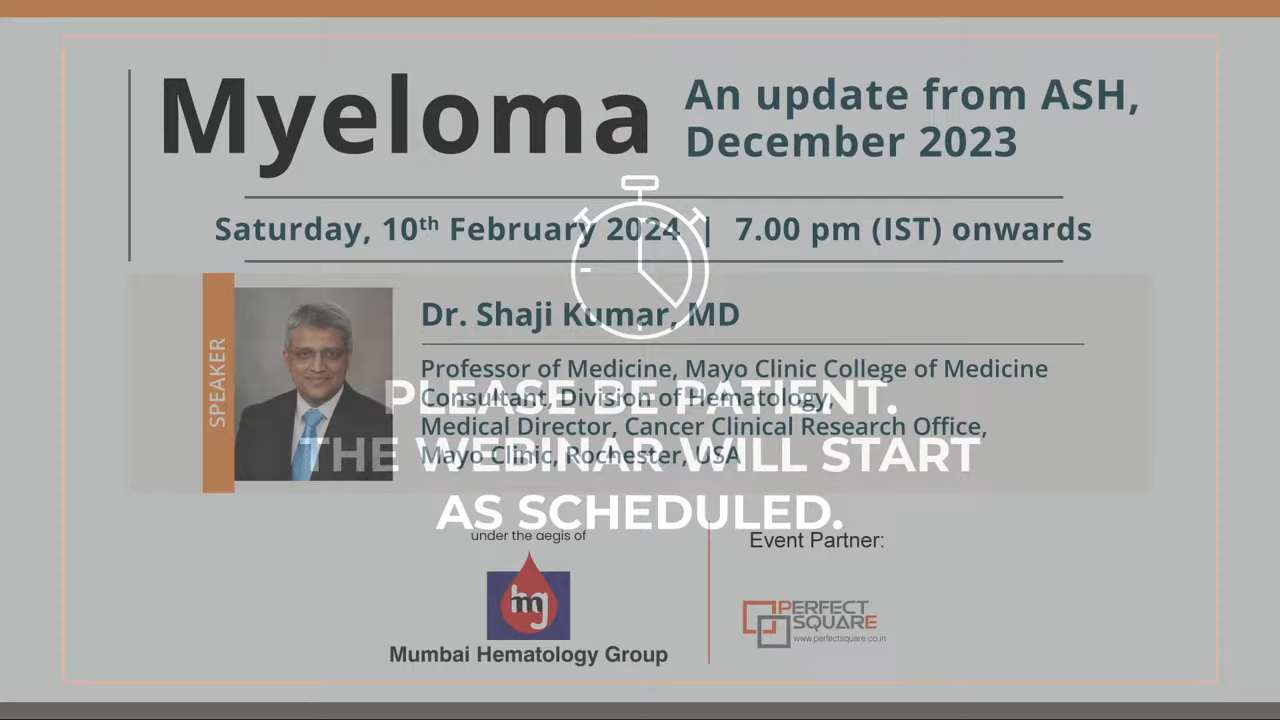 Myeloma
An update from ASH,
December 2023
Saturday, 10th February 2024 | 7.00 pm (IST) onwards
SPEAKER
Dr. Shaji Kumar, MD
Professor of Medicine, Mayo Clinic College of Medicine
Consultant, Division of Hematology,
Medical Director, Cancer Clinical Research Office,
Mayo Clinic, Rochester, USA
PLEASE BE PATIENT.
THE WEBINAR WILL START
AS SCHEDULED.
under the aegis of
hmg
Mumbai Hematology Group
Event Partner:
PERFECT
SQUARE
www.perfectsquare.co.in